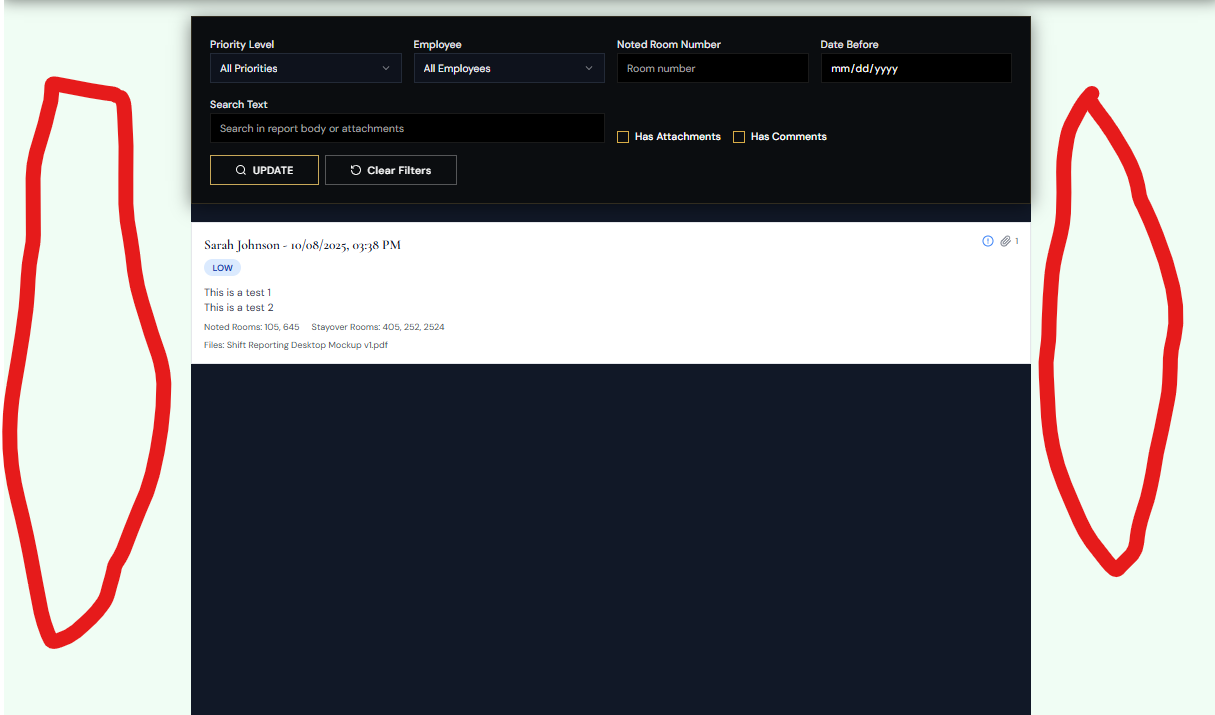 Priority Level Employee Noted Room Number Date Before
All Priorities All Employees Room number mm/dd/yyyy
Search Text
Search in report body or attachments Has Attachments Has Comments
UPDATE Clear Filters
Sarah Johnson - 10/08/2025, 03:38 PM 1
LOW
This is a test 1
This is a test 2
Noted Rooms: 105, 645 Stayover Rooms: 405, 252, 2524
Files: Shift Reporting Desktop Mockup v1.pdf